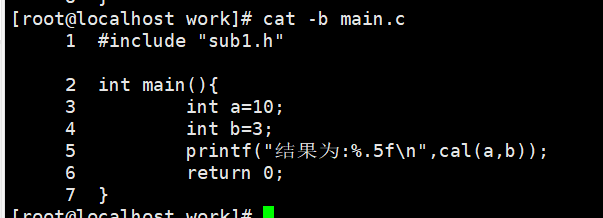 [root@localhost work]# cat -b main.c
     1  #include "sub1.h"

     2  int main(){
     3          int a=10;
     4          int b=3;
     5          printf("结果为:%.5f\n",cal(a,b));
     6          return 0;
     7  }
[root@localhost work]#